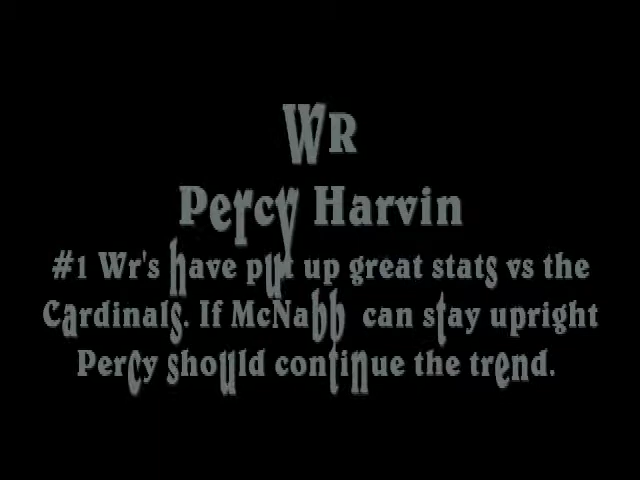 WR
Percy Harvin
#1 Wr's have put up great stats vs the
Cardinals. If McNabb can stay upright
Percy should continue the trend.